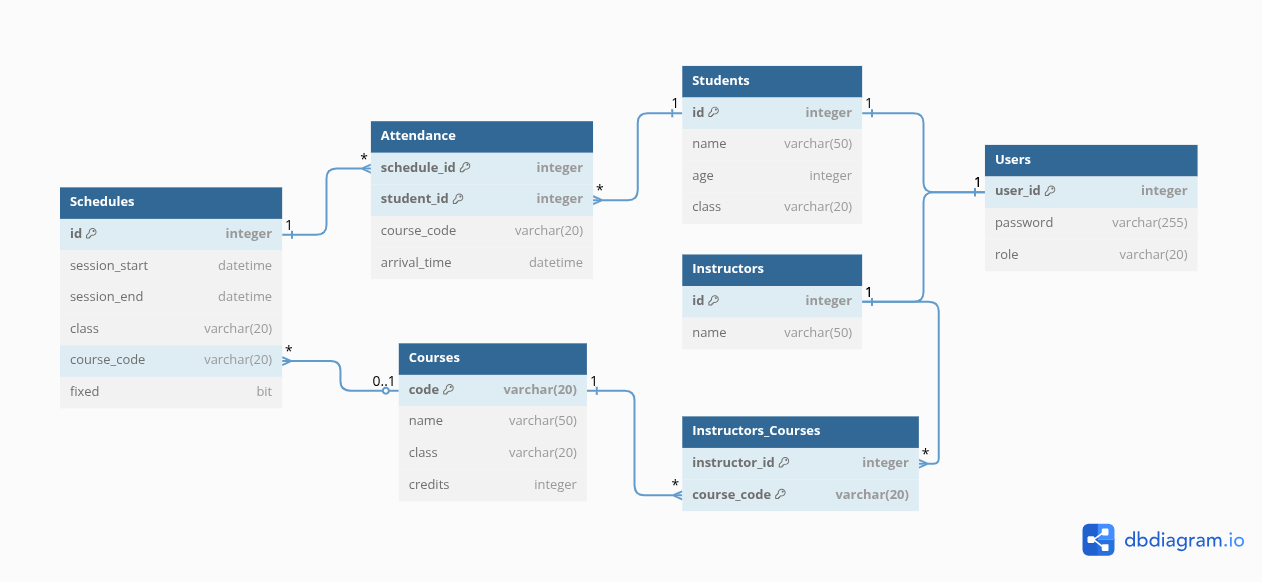 Students
1
id integer
1
name varchar(50)
age integer
class varchar(20)
Attendance
*
schedule_id integer
student_id integer
*
course_code varchar(20)
arrival_time datetime
Users
1
user_id integer
password varchar(255)
role varchar(20)
Schedules
id integer
1
session_start datetime
session_end datetime
class varchar(20)
course_code varchar(20)
*
fixed bit
Instructors
id integer
1
name varchar(50)
Courses
0..1
code varchar(20)
1
name varchar(50)
class varchar(20)
credits integer
Instructors_Courses
instructor_id integer
*
*
course_code varchar(20)
dbdiagram.io